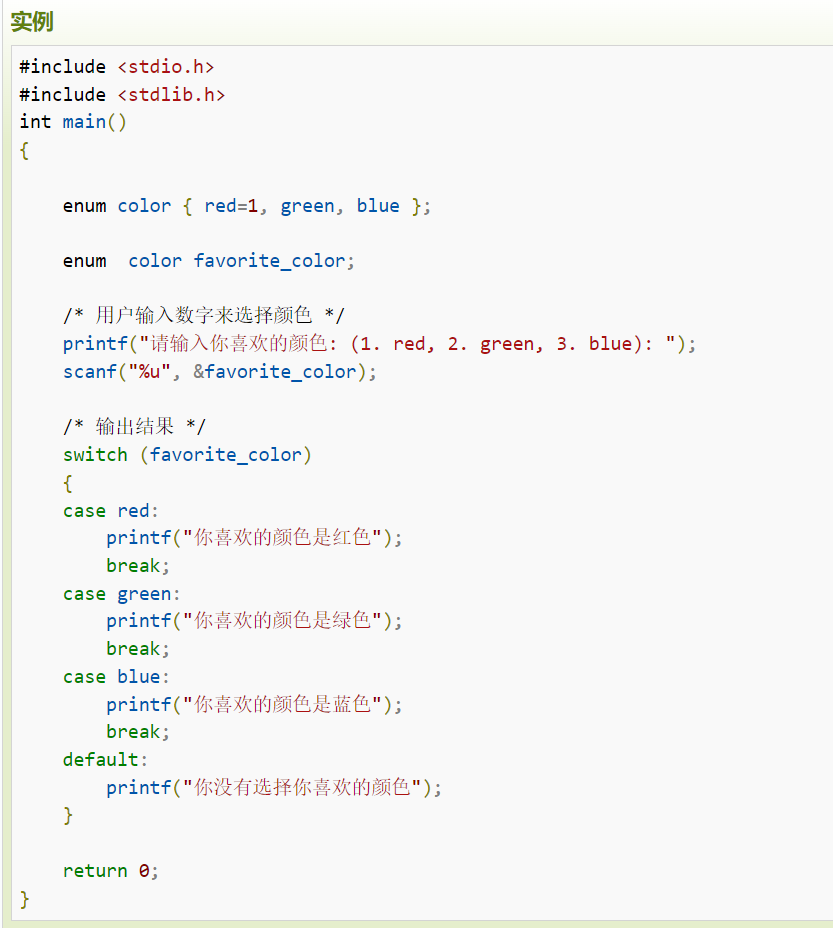 实例
#include <stdio.h>
#include <stdlib.h>
int main()
{
enum color { red=1, green, blue };
enum  color favorite_color;
/* 用户输入数字来选择颜色 */
printf("请输入你喜欢的颜色: (1. red, 2. green, 3. blue): ");
scanf("%u", &favorite_color);
/* 输出结果 */
switch (favorite_color)
{
case red:
printf("你喜欢的颜色是红色");
break;
case green:
printf("你喜欢的颜色是绿色");
break;
case blue:
printf("你喜欢的颜色是蓝色");
break;
default:
printf("你没有选择你喜欢的颜色");
}
return 0;
}